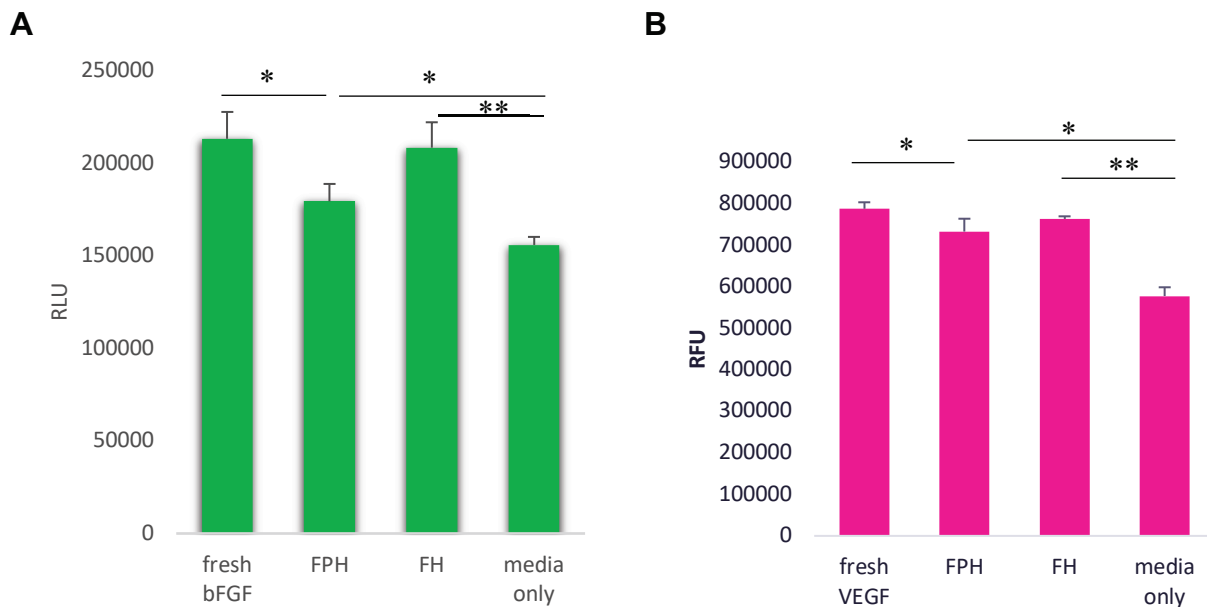 A
250000
200000
150000
100000
50000
0
RLU
*
*
**
fresh
bFGF
FPH
FH
media
only
B
900000
800000
700000
600000
500000
400000
300000
200000
100000
0
RFU
*
*
**
fresh
VEGF
FPH
FH
media
only